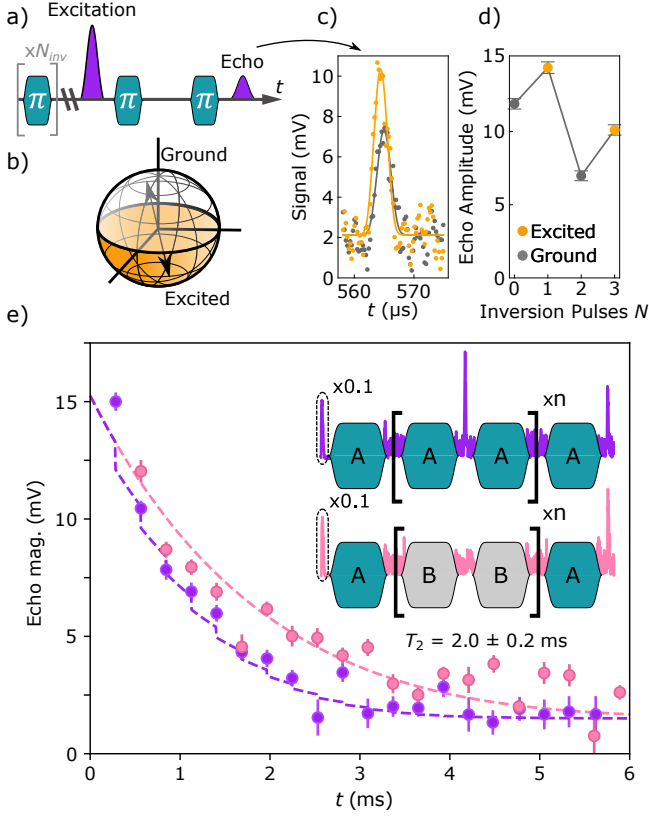 a)
Excitation
xN_inv
π
π
π
Echo
t
b)
Ground
Excited
c)
Signal (mV)
10
8
6
4
2
0
560
570
t (µs)
d)
Echo Amplitude (mV)
15
10
5
0
Excited
Ground
0 1 2 3
Inversion Pulses N
e)
Echo mag. (mV)
15
10
5
0
x0.1
xn
A A A A
x0.1
xn
A B B A
T₂ = 2.0 ± 0.2 ms
0 1 2 3 4 5 6
t (ms)